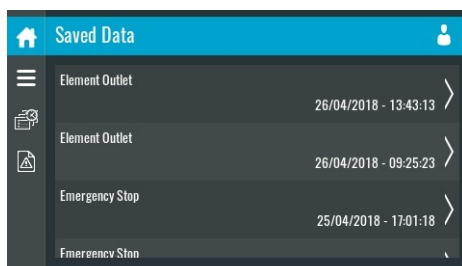 Saved Data
Element Outlet
26/04/2018 - 13:43:13
Element Outlet
26/04/2018 - 09:25:23
Emergency Stop
25/04/2018 - 17:01:18
Emergency Stop